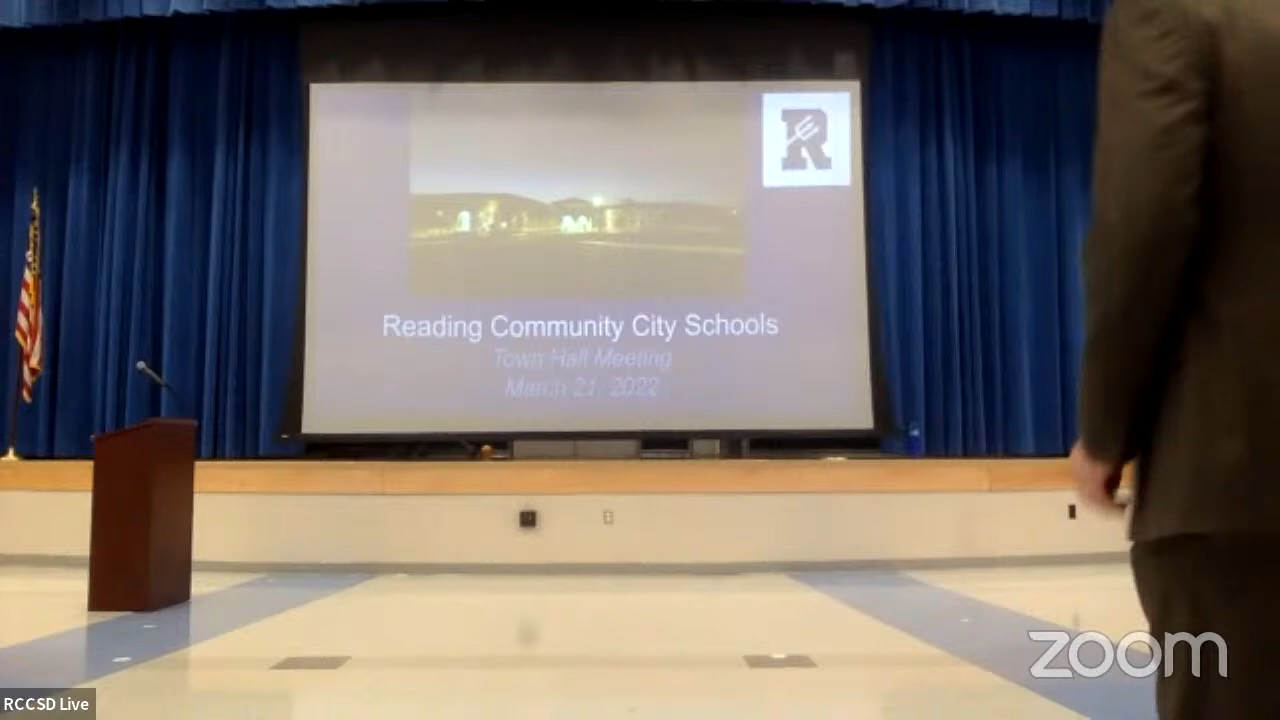 R
Reading Community City Schools
Town Hall Meeting
March 21, 2022
zoom
RCCSD Live